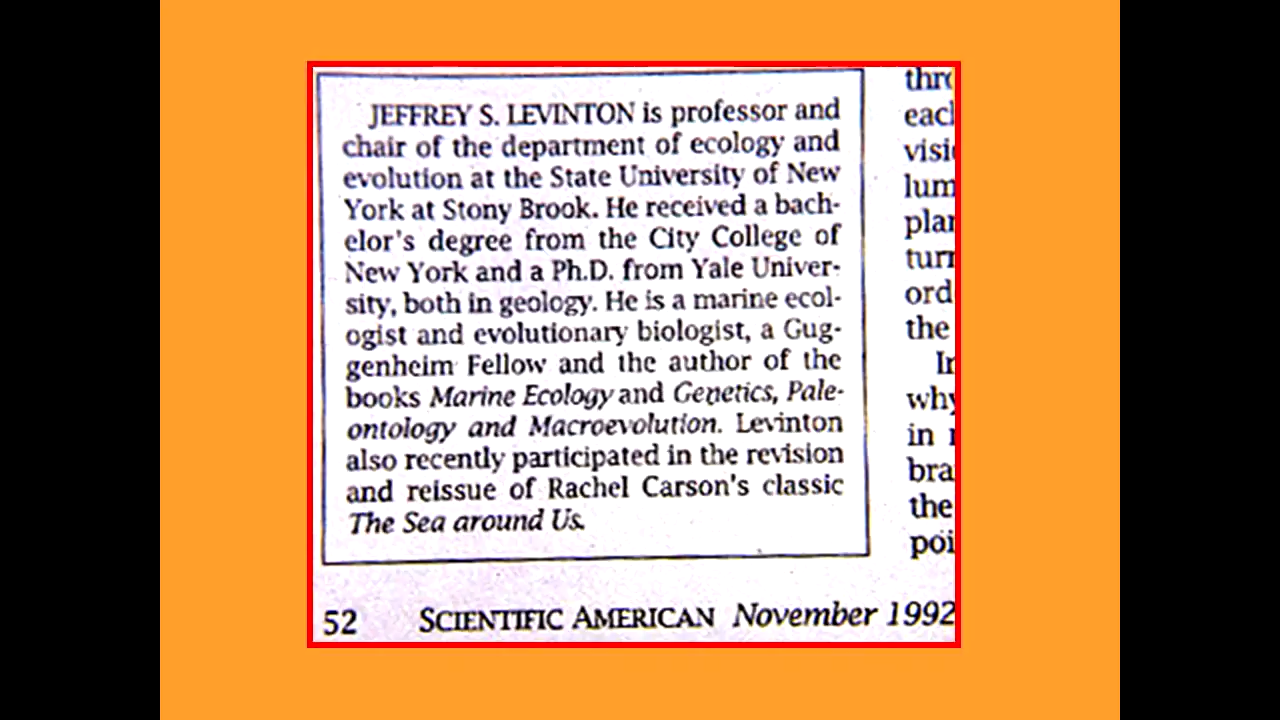 JEFFREY S. LEVINTON is professor and
chair of the department of ecology and
evolution at the State University of New
York at Stony Brook. He received a bach-
elor's degree from the City College of
New York and a Ph.D. from Yale Univer-
sity, both in geology. He is a marine ecol-
ogist and evolutionary biologist, a Gug-
genheim Fellow and the author of the
books Marine Ecology and Genetics, Pale-
ontology and Macroevolution. Levinton
also recently participated in the revision
and reissue of Rachel Carson's classic
The Sea around Us.
52 SCIENTIFIC AMERICAN November 1992
the
In
why
in
the